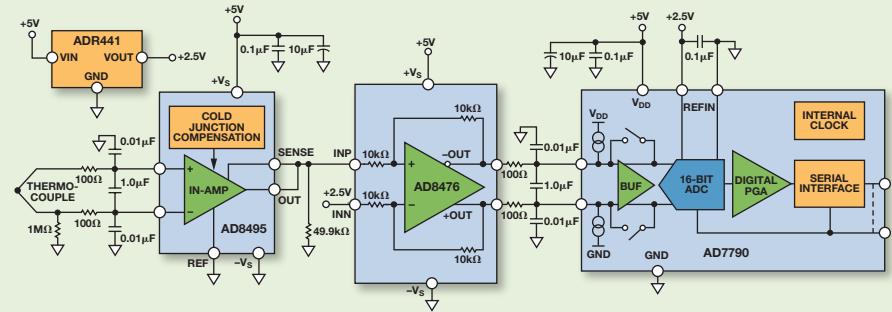 +5V
ADR441
VIN
VOUT
+2.5V
GND
+5V
0.1µF
10µF
+VS
COLD
JUNCTION
COMPENSATION
0.01µF
100Ω
THERMO-
COUPLE
1.0µF
100Ω
1MΩ
0.01µF
+
IN-AMP
–
SENSE
OUT
AD8495
REF
–VS
49.9kΩ
+5V
+VS
10kΩ
INP
10kΩ
+2.5V
10kΩ
INN
+
–
–OUT
AD8476
+OUT
10kΩ
–VS
0.01µF
100Ω
1.0µF
100Ω
0.01µF
+5V
10µF
0.1µF
+2.5V
0.1µF
VDD
REFIN
VDD
BUF
GND
16-BIT
ADC
DIGITAL
PGA
INTERNAL
CLOCK
SERIAL
INTERFACE
GND
AD7790